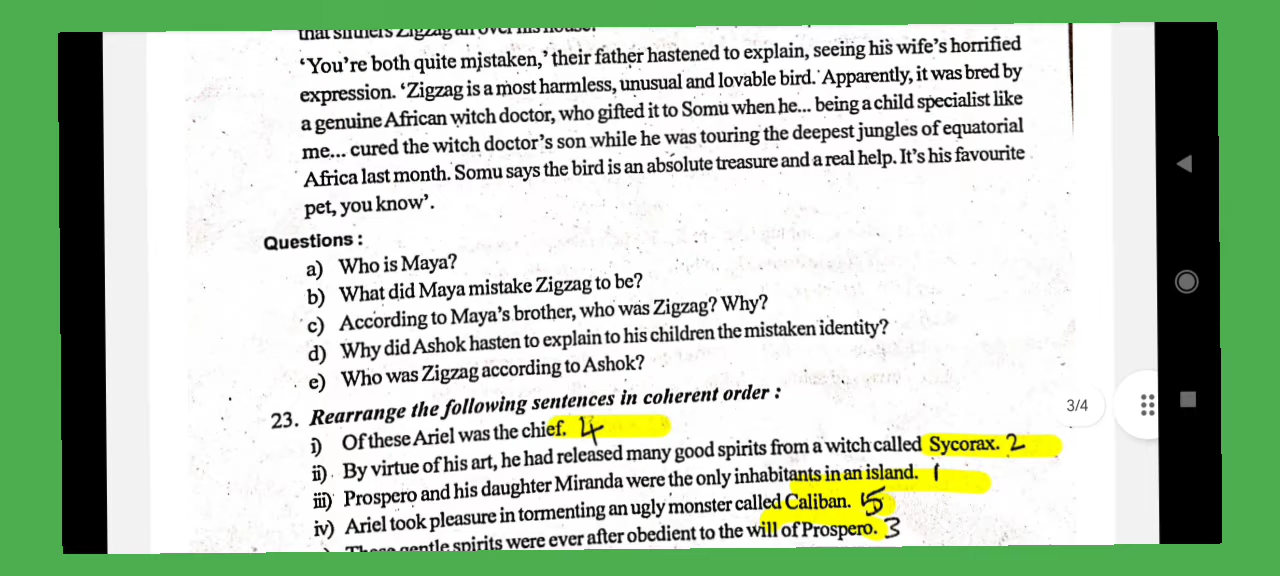 that slithers Zigzag all over his house.
‘You’re both quite mistaken,’ their father hastened to explain, seeing his wife’s horrified
expression. ‘Zigzag is a most harmless, unusual and lovable bird. Apparently, it was bred by
a genuine African witch doctor, who gifted it to Somu when he... being a child specialist like
me... cured the witch doctor’s son while he was touring the deepest jungles of equatorial
Africa last month. Somu says the bird is an absolute treasure and a real help. It’s his favourite
pet, you know’.
Questions :
a) Who is Maya?
b) What did Maya mistake Zigzag to be?
c) According to Maya’s brother, who was Zigzag? Why?
d) Why did Ashok hasten to explain to his children the mistaken identity?
e) Who was Zigzag according to Ashok?
23. Rearrange the following sentences in coherent order :
i) Of these Ariel was the chief. 4
ii) By virtue of his art, he had released many good spirits from a witch called Sycorax. 2
iii) Prospero and his daughter Miranda were the only inhabitants in an island. 1
iv) Ariel took pleasure in tormenting an ugly monster called Caliban. 5
These gentle spirits were ever after obedient to the will of Prospero. 3
3/4